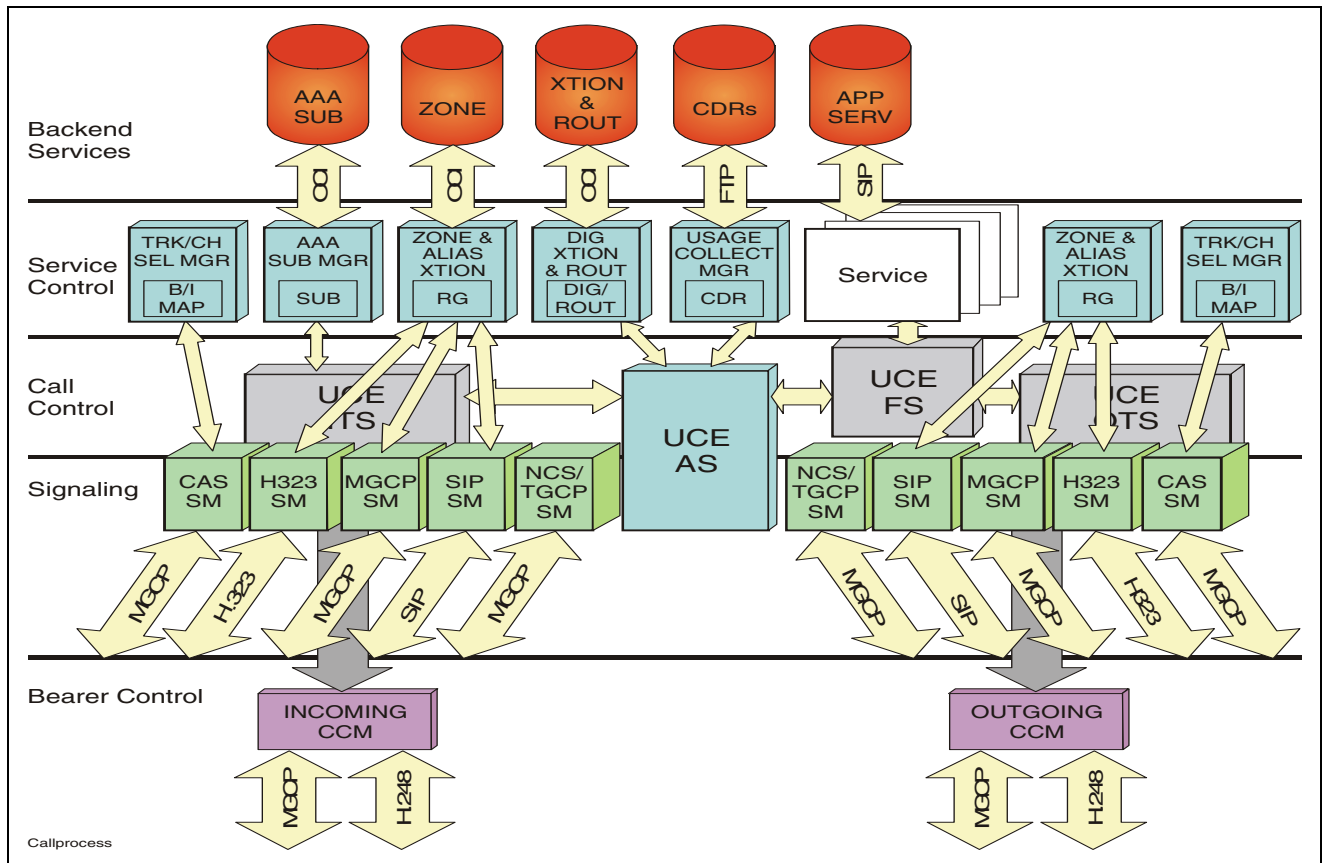 AAA
SUB
ZONE
XTION
&
ROUT
CDRs
APP
SERV
Backend
Services
FTP
SIP
Service
Control
TRK/CH
SEL MGR
B/I
MAP
AAA
SUB MGR
SUB
ZONE &
ALIAS
XTION
RG
DIG
XTION
& ROUT
DIG/
ROUT
USAGE
COLLECT
MGR
CDR
Service
ZONE &
ALIAS
XTION
RG
TRK/CH
SEL MGR
B/I
MAP
Call
Control
UCE
ITS
UCE
AS
UCE
FS
UCE
OTS
Signaling
CAS
SM
H323
SM
MGCP
SM
SIP
SM
NCS/
TGCP
SM
NCS/
TGCP
SM
SIP
SM
MGCP
SM
H323
SM
CAS
SM
MGCP
H.323
MGCP
SIP
MGCP
MGCP
SIP
MGCP
H323
MGCP
Bearer Control
INCOMING
CCM
OUTGOING
CCM
MGCP
H.248
MGCP
H.248
Callprocess